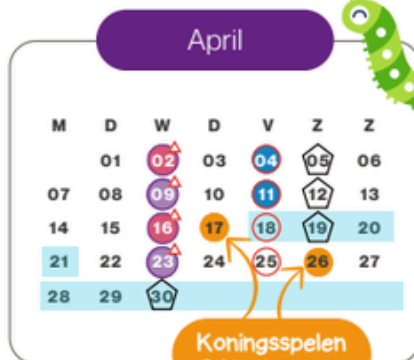 April
M D W D V Z Z
01 02 03 04 05 06
07 08 09 10 11 12 13
14 15 16 17 18 19 20
21 22 23 24 25 26 27
28 29 30
Koningsspelen